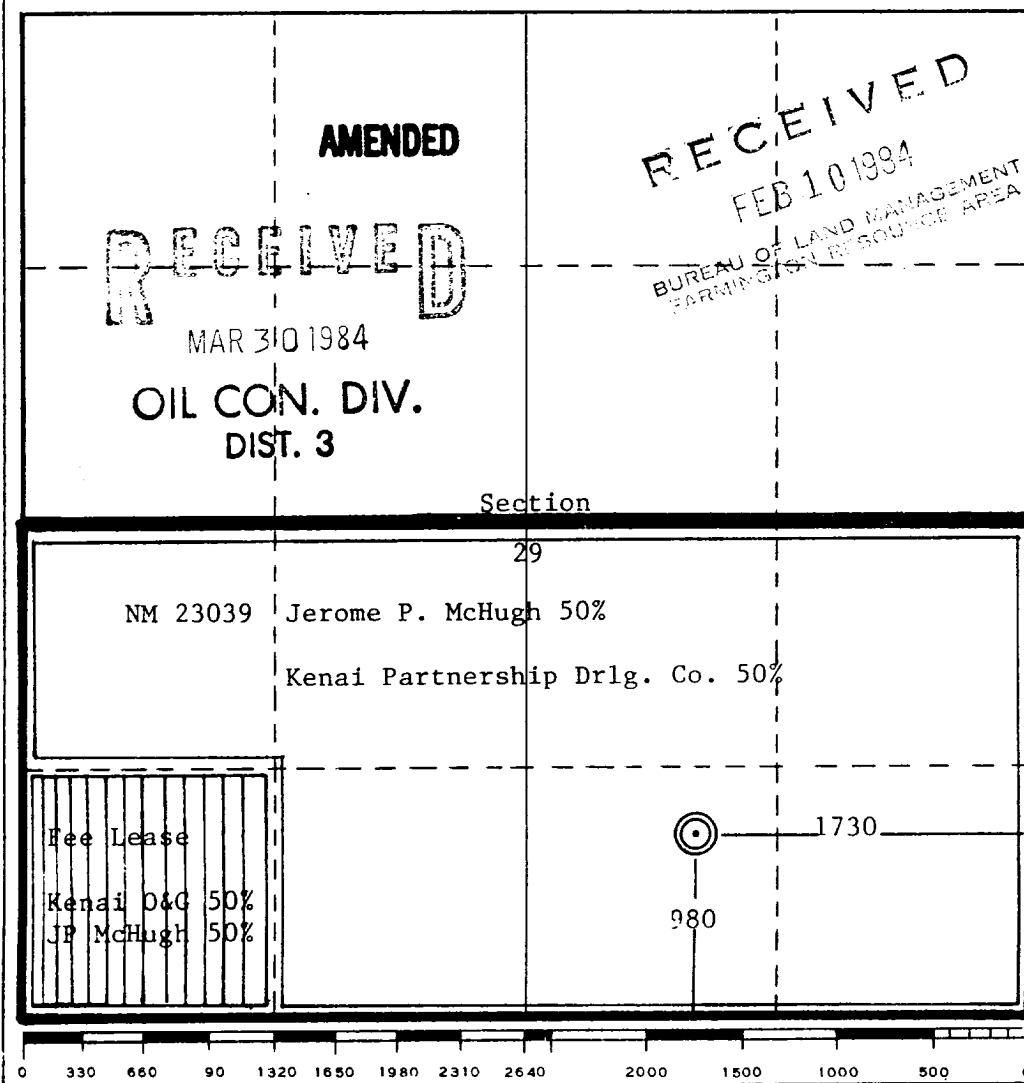 AMENDED
RECEIVED
FEB 10 1984
BUREAU OF LAND MANAGEMENT
FARMINGTON RESOURCE AREA
RECEIVED
MAR 30 1984
OIL CON. DIV.
DIST. 3
Section
29
NM 23039 Jerome P. McHugh 50%
Kenai Partnership Drlg. Co. 50%
Fee Lease
Kenai O&G 50%
JP McHugh 50%
1730
980
0 330 660 90 1320 1650 1980 2310 2640 2000 1500 1000 500